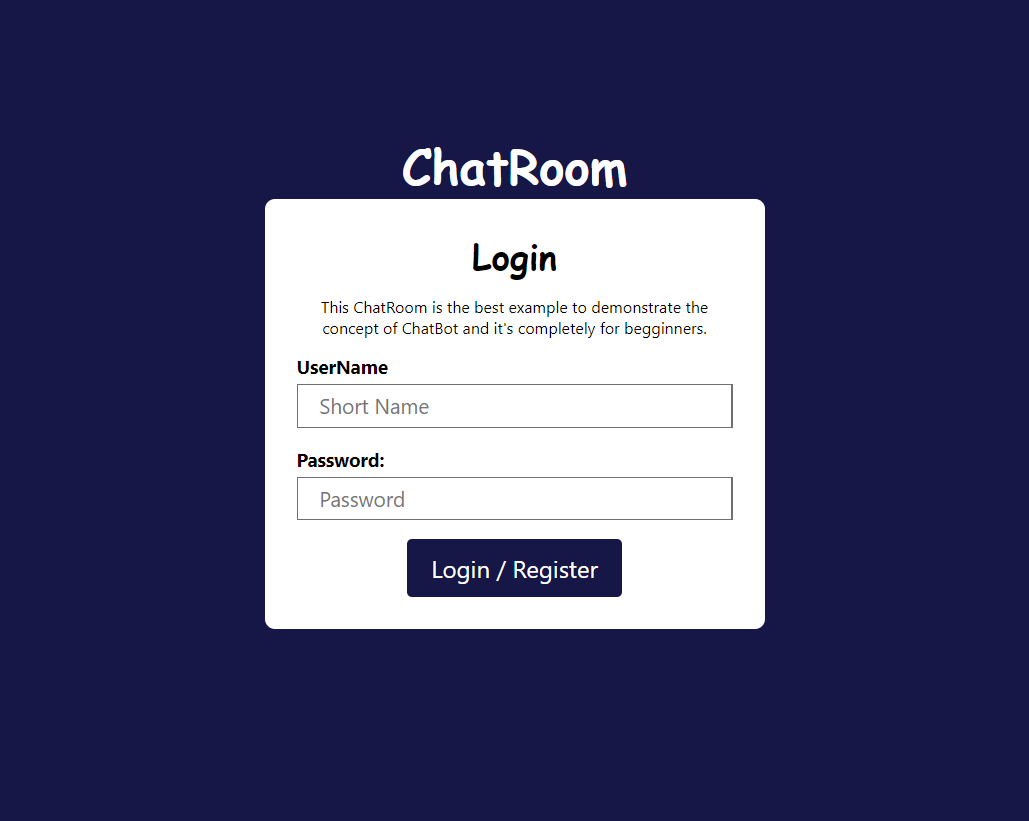 ChatRoom
Login
This ChatRoom is the best example to demonstrate the
concept of ChatBot and it's completely for begginners.
UserName
Short Name
Password:
Password
Login / Register